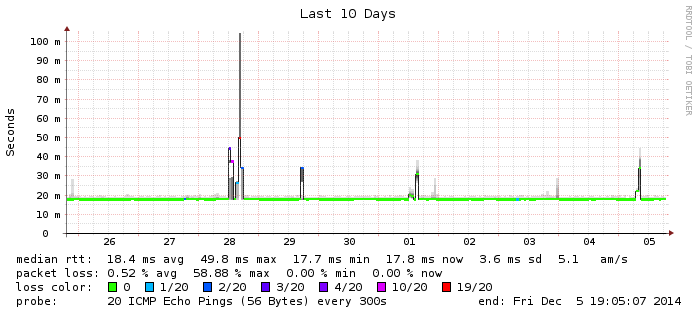 Last 10 Days
RRDTOOL / TOBI OETIKER
Seconds
100 m
90 m
80 m
70 m
60 m
50 m
40 m
30 m
20 m
10 m
0
26 27 28 29 30 01 02 03 04 05
median rtt: 18.4 ms avg 49.8 ms max 17.7 ms min 17.8 ms now 3.6 ms sd 5.1 am/s
packet loss: 0.52 % avg 58.88 % max 0.00 % min 0.00 % now
loss color: 0 1/20 2/20 3/20 4/20 10/20 19/20
probe: 20 ICMP Echo Pings (56 Bytes) every 300s end: Fri Dec 5 19:05:07 2014